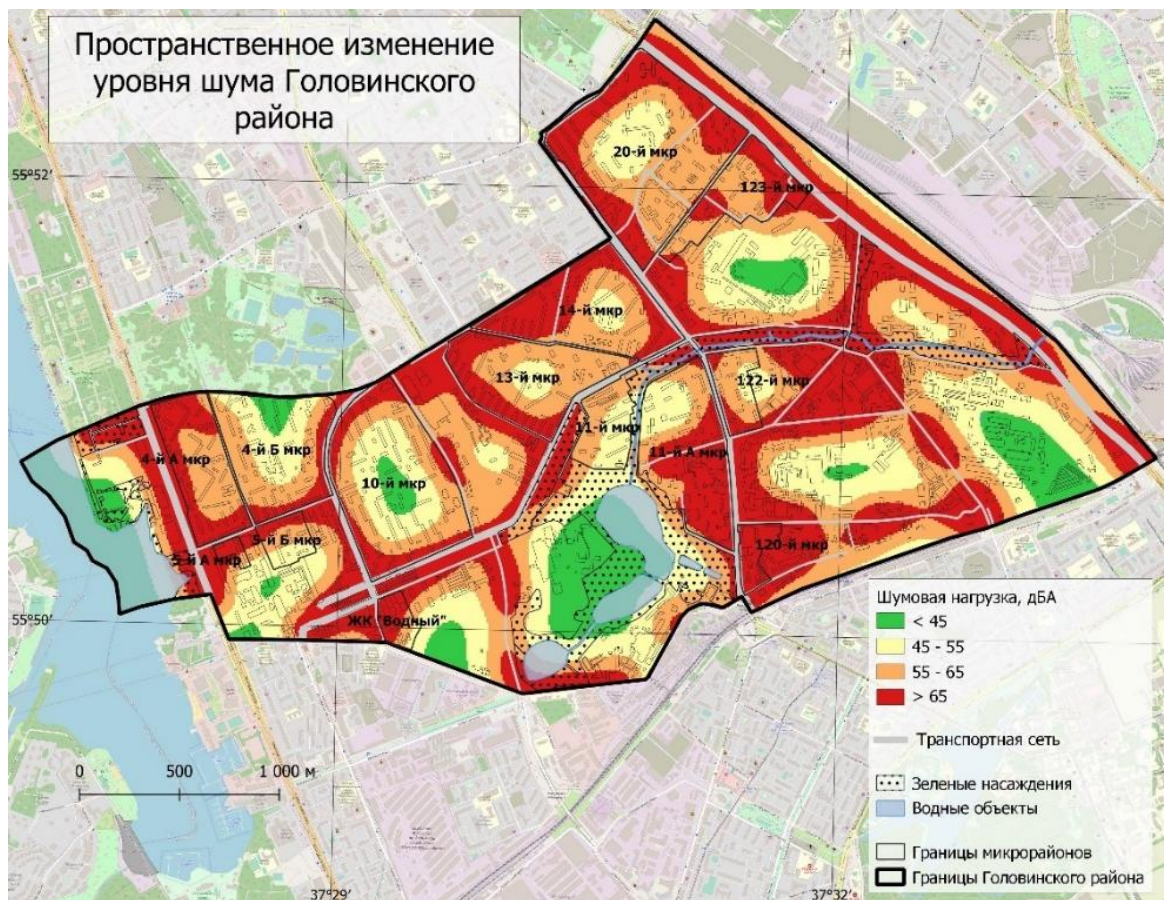 Пространственное изменение
уровня шума Головинского
района
55°52'
20-й мкр
123-й мкр
14-й мкр
13-й мкр
122-й мкр
11-й мкр
4-й А мкр
4-й Б мкр
11-й А мкр
10-й мкр
5-й Б мкр
5-й А мкр
120-й мкр
55°50'
ЖК "Водный"
0 500 1 000 м
37°29'
37°32'
Шумовая нагрузка, дБА
< 45
45 - 55
55 - 65
> 65
Транспортная сеть
Зеленые насаждения
Водные объекты
Границы микрорайонов
Границы Головинского района